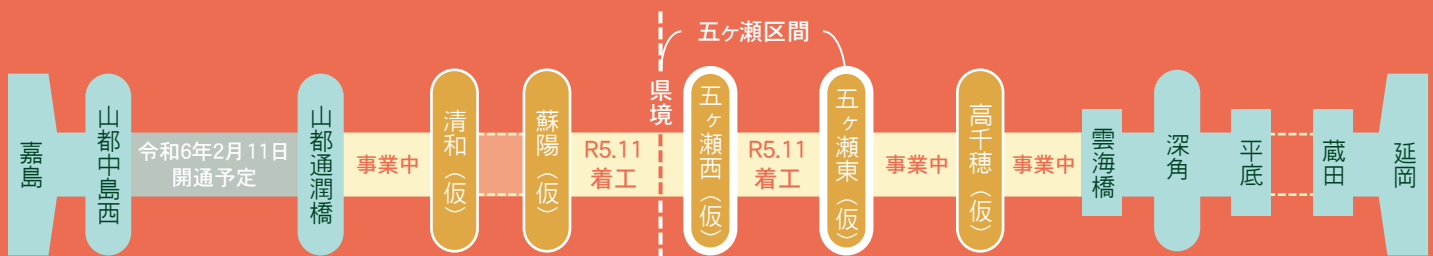 五ヶ瀬区間
県境
嘉島
山都中島西
令和6年2月11日
開通予定
山都通潤橋
事業中
清和（仮）
蘇陽（仮）
R5.11
着工
五ヶ瀬西（仮）
R5.11
着工
五ヶ瀬東（仮）
事業中
高千穂（仮）
事業中
雲海橋
深角
平底
蔵田
延岡